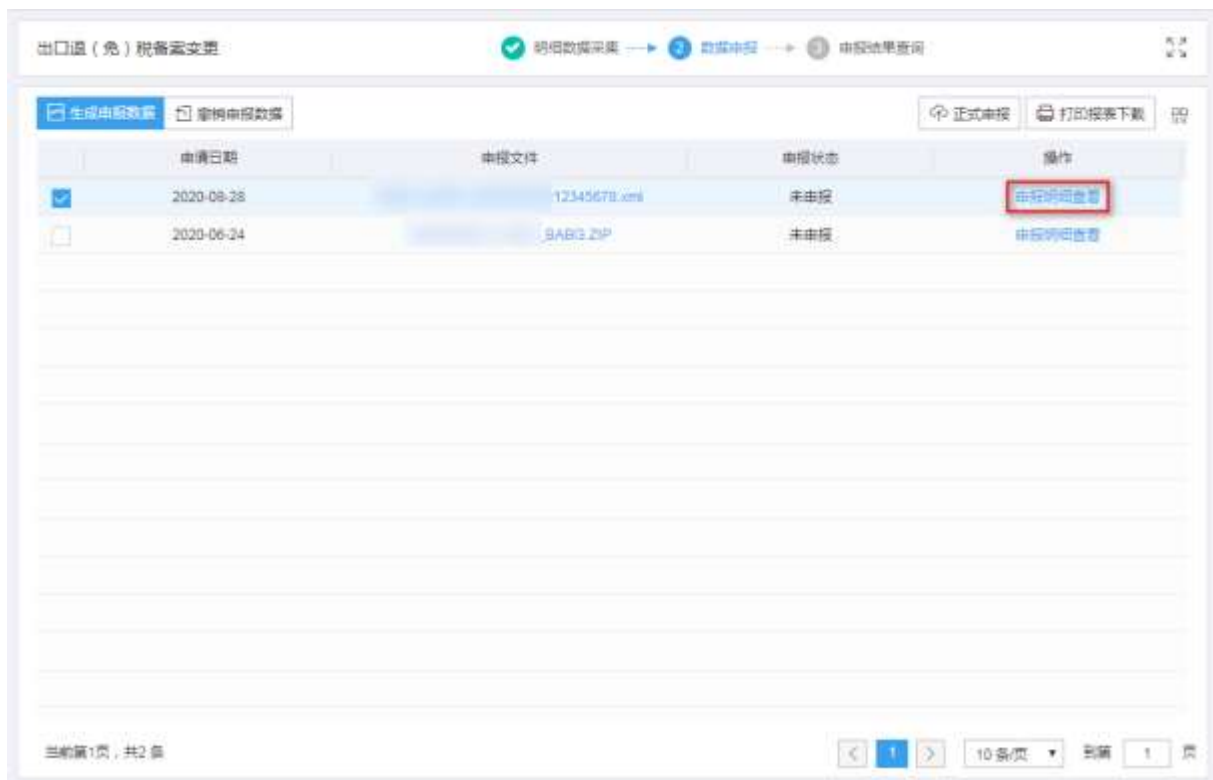 出口退（免）税备案变更
明细数据采集
2 数据申报
3 申报结果查询
生成申报数据 撤销申报数据
正式申报 打印报表下载
申请日期 申报文件 申报状态 操作
2020-08-28 12345678.xml 未申报 申报明细查看
2020-06-24 _BABG.ZIP 未申报 申报明细查看
当前第1页，共2 条
1 10 条/页 到第 1 页